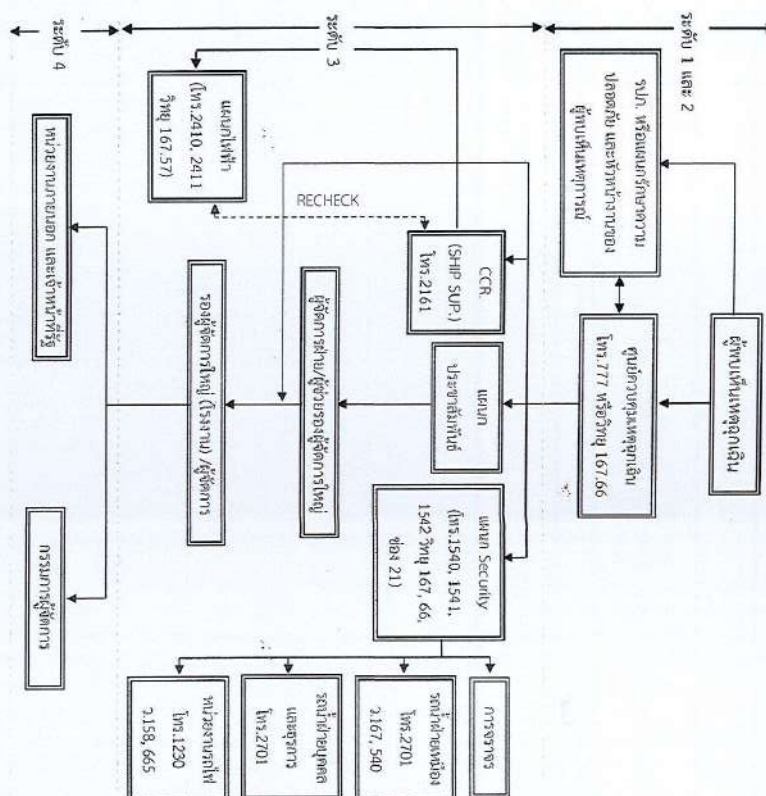 ระดับ 1 และ 2
ผู้พบเห็นเหตุฉุกเฉิน
รปภ. หรือแผนกรักษาความ
ปลอดภัย และหัวหน้างานของ
ผู้พบเห็นเหตุการณ์
ศูนย์ควบคุมเหตุฉุกเฉิน
โทร.777 หรือวิทยุ 167.66
ระดับ 3
CCR.
(SHIP SUP.)
โทร.2161
แผนก
ประชาสัมพันธ์
แผนก Security
(โทร.1540, 1541,
1542 วิทยุ 167, 66,
ช่อง 21)
การจราจร
รถน้ำฝ่ายเหมือง
โทร.2701
ว.167, 540
รถน้ำฝ่ายบุคคล
และธุรการ
โทร.2701
หน่วยงานรถไฟ
โทร.1230
ว.158, 665
RECHECK
แผนกไฟฟ้า
(โทร.2410, 2411
วิทยุ 167.57)
ผู้จัดการฝ่าย/ผู้ช่วยรองผู้จัดการใหญ่
รองผู้จัดการใหญ่ (โรงงาน) /ผู้จัดการ
ระดับ 4
หน่วยงานภายนอก และเจ้าหน้าที่รัฐ
กรรมการผู้จัดการ